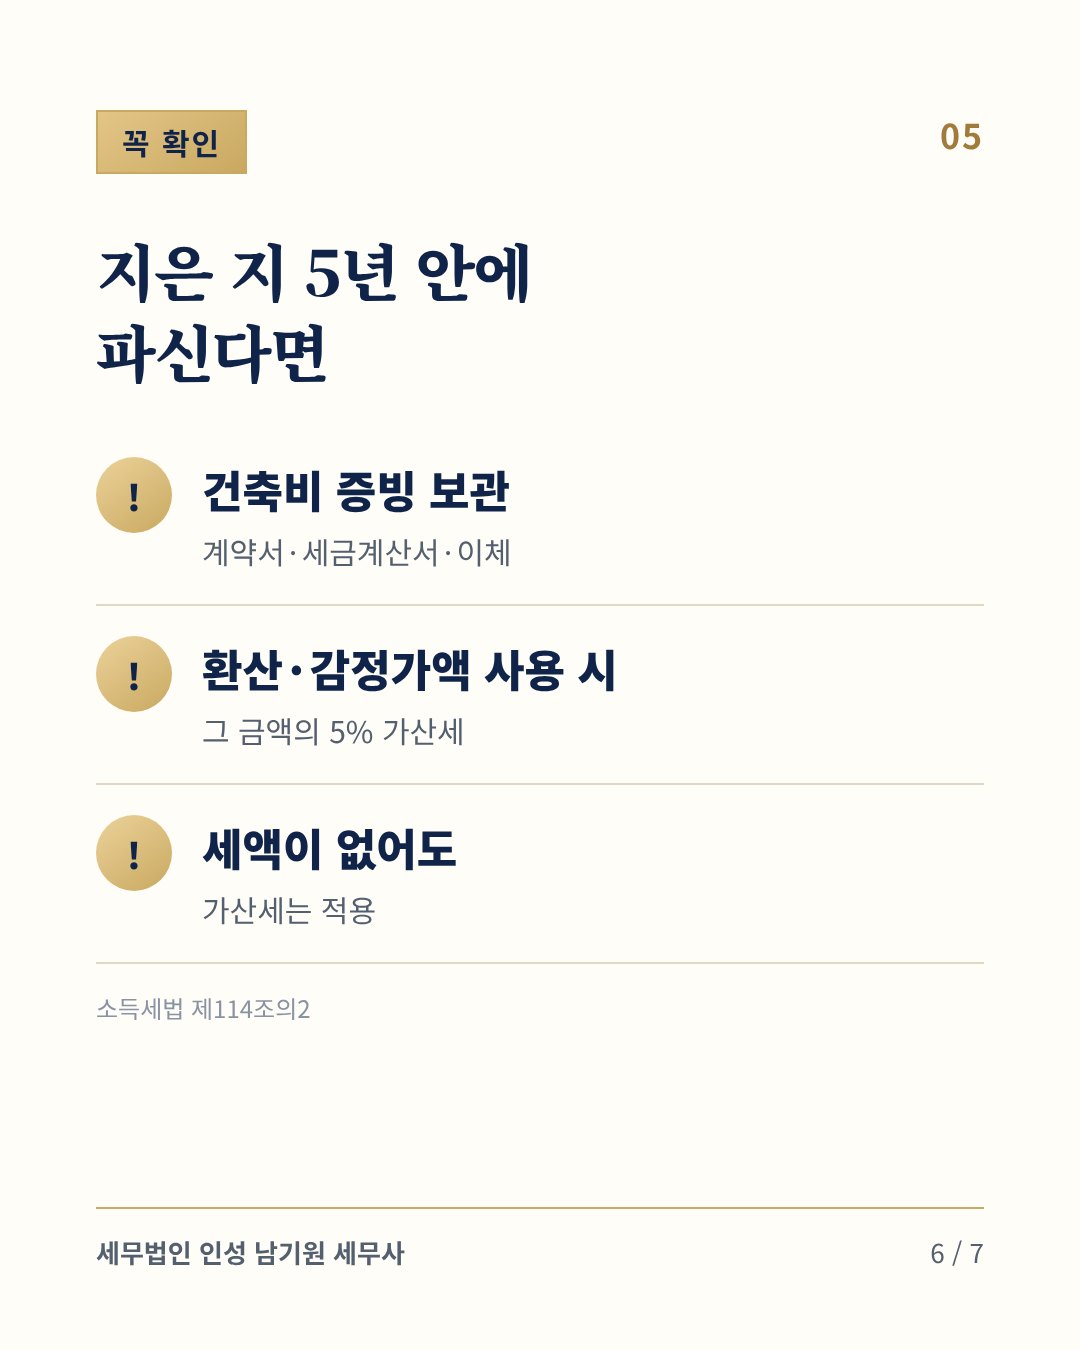 꼭 확인
05
지은 지 5년 안에
파신다면
!
건축비 증빙 보관
계약서·세금계산서·이체
!
환산·감정가액 사용 시
그 금액의 5% 가산세
!
세액이 없어도
가산세는 적용
소득세법 제114조의2
세무법인 인성 남기원 세무사
6 / 7